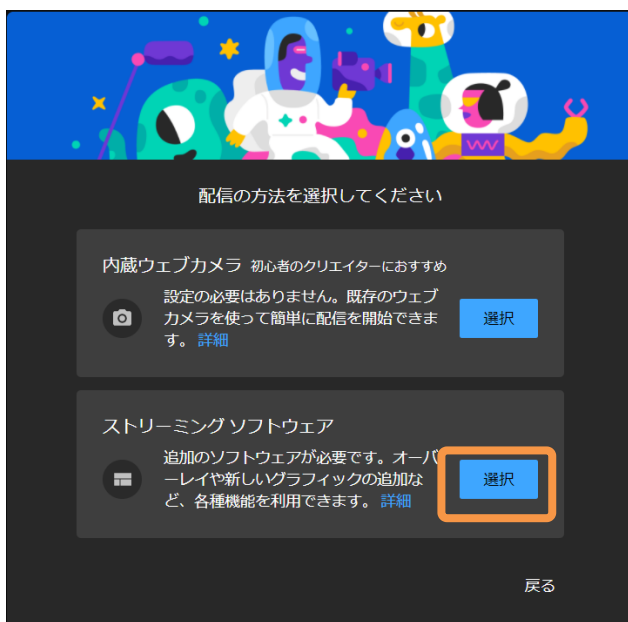 配信の方法を選択してください
内蔵ウェブカメラ 初心者のクリエイターにおすすめ
設定の必要はありません。既存のウェブ
カメラを使って簡単に配信を開始できま
す。 詳細
選択
ストリーミング ソフトウェア
追加のソフトウェアが必要です。オーバ
ーレイや新しいグラフィックの追加な
ど、各種機能を利用できます。 詳細
選択
戻る